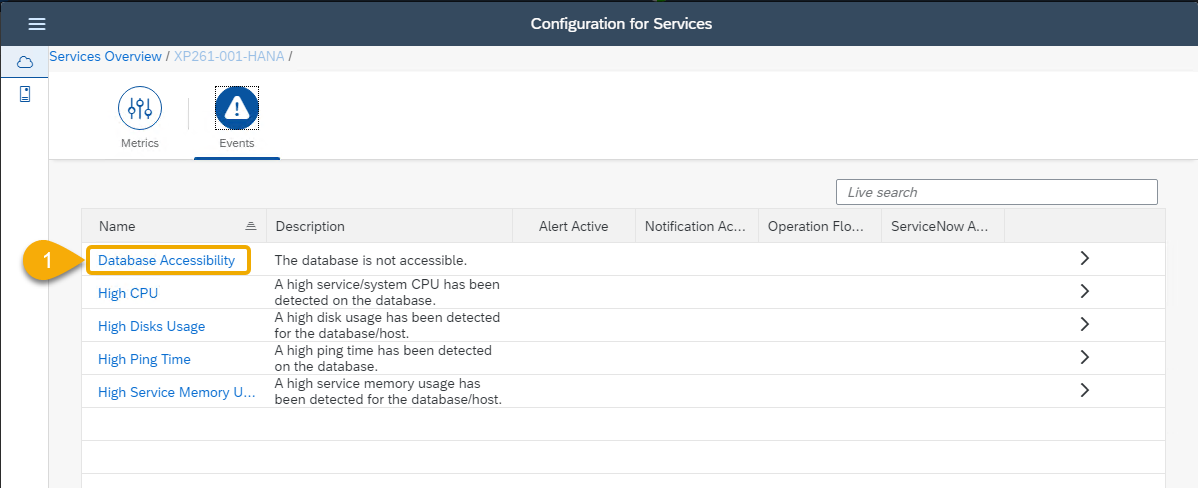 Configuration for Services
Services Overview / XP261-001-HANA /
Metrics
Events
Live search
Name Description Alert Active Notification Ac... Operation Flo... ServiceNow A...
1
Database Accessibility The database is not accessible.
High CPU A high service/system CPU has been
detected on the database.
High Disks Usage A high disk usage has been detected
for the database/host.
High Ping Time A high ping time has been detected
on the database.
High Service Memory U... A high service memory usage has
been detected for the database/host.